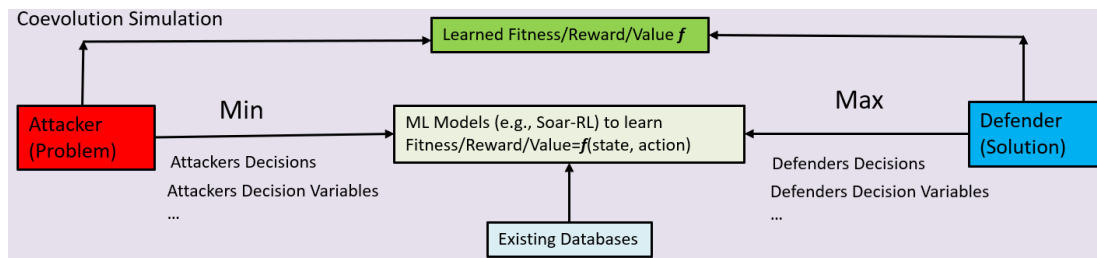 Coevolution Simulation
Learned Fitness/Reward/Value f
Min
Max
Attacker
(Problem)
ML Models (e.g., Soar-RL) to learn
Fitness/Reward/Value=f(state, action)
Defender
(Solution)
Attackers Decisions
Attackers Decision Variables
...
Defenders Decisions
Defenders Decision Variables
...
Existing Databases